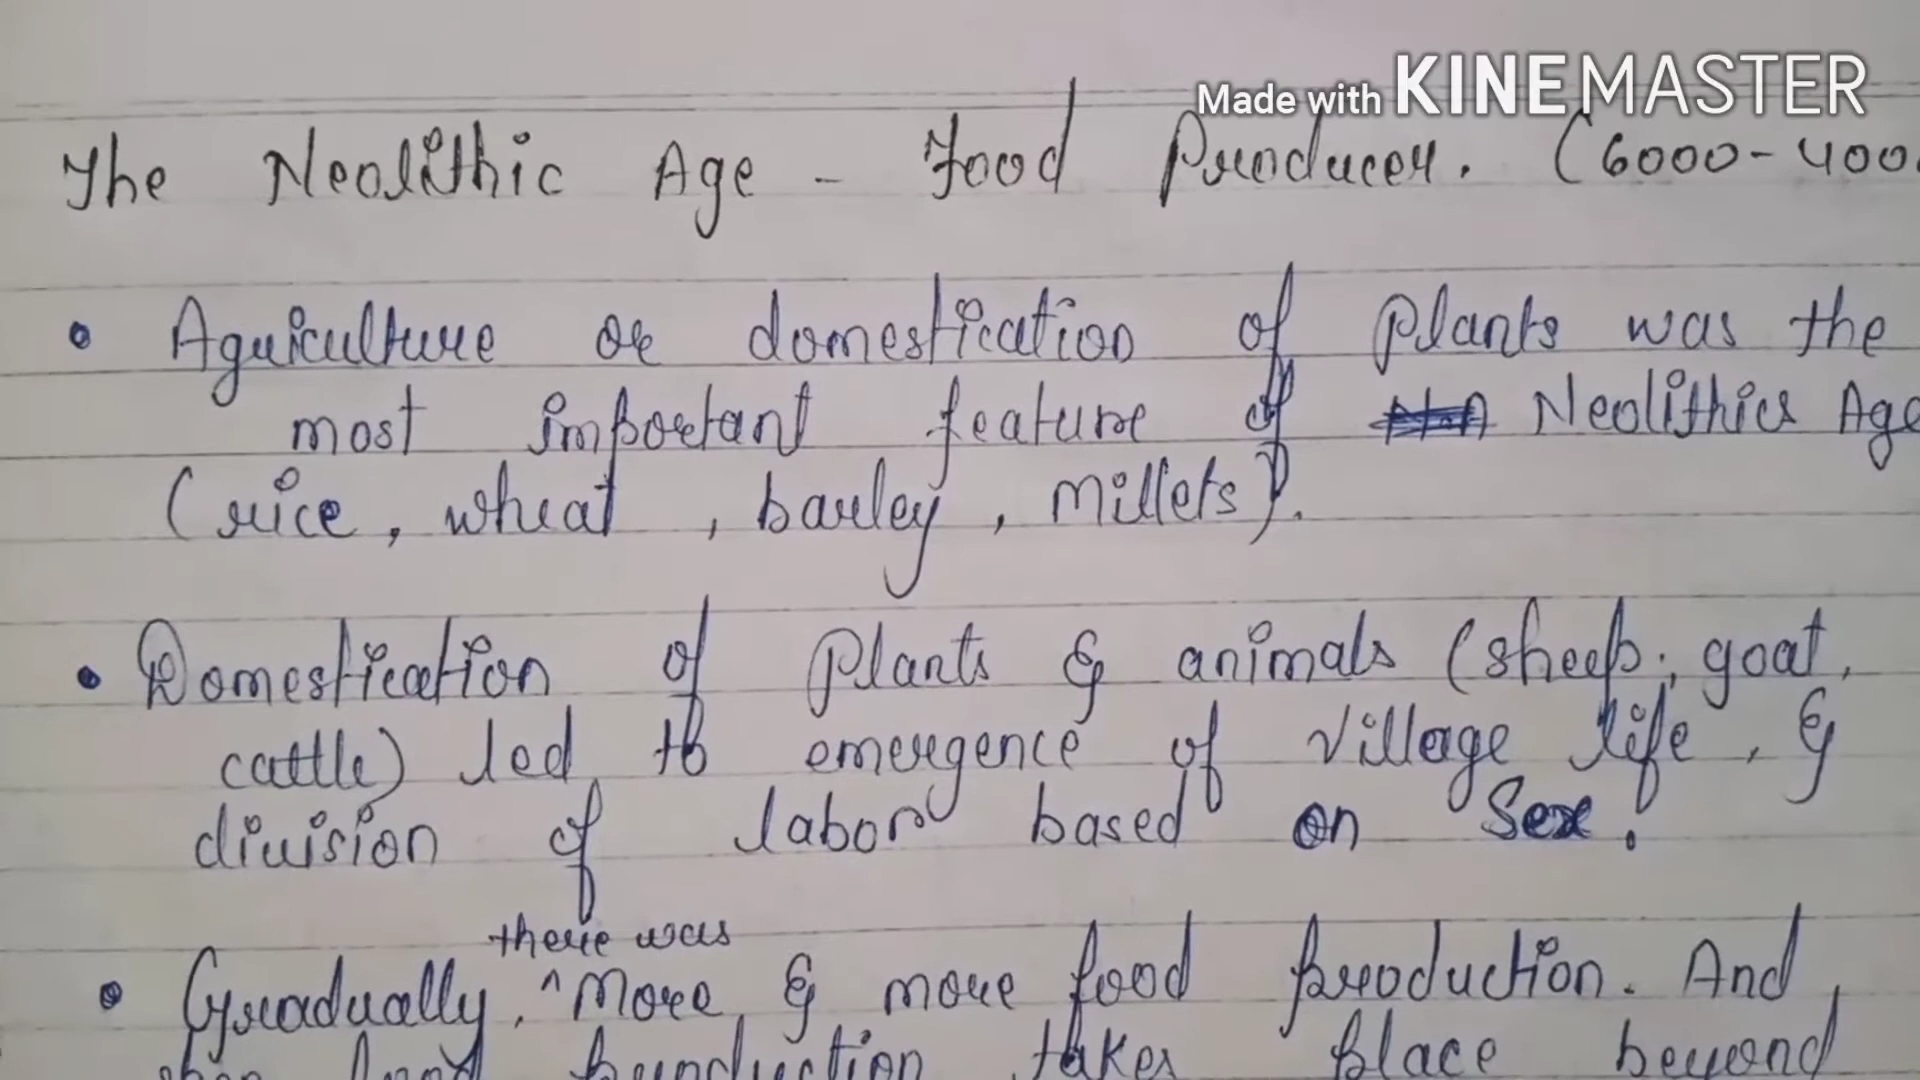 Made with KINEMASTER
The Neolithic Age - Food Producer. (6000-400
Agriculture or domestication of Plants was the
most important feature of Neolithics Age
(rice, wheat, barley, Millets).
Domestication of Plants & animals (sheep, goat,
cattle) led to emergence of Village life, &
division of labor based on Sex.
there was
Gradually, ^ More & more food production. And,
food production takes place beyond